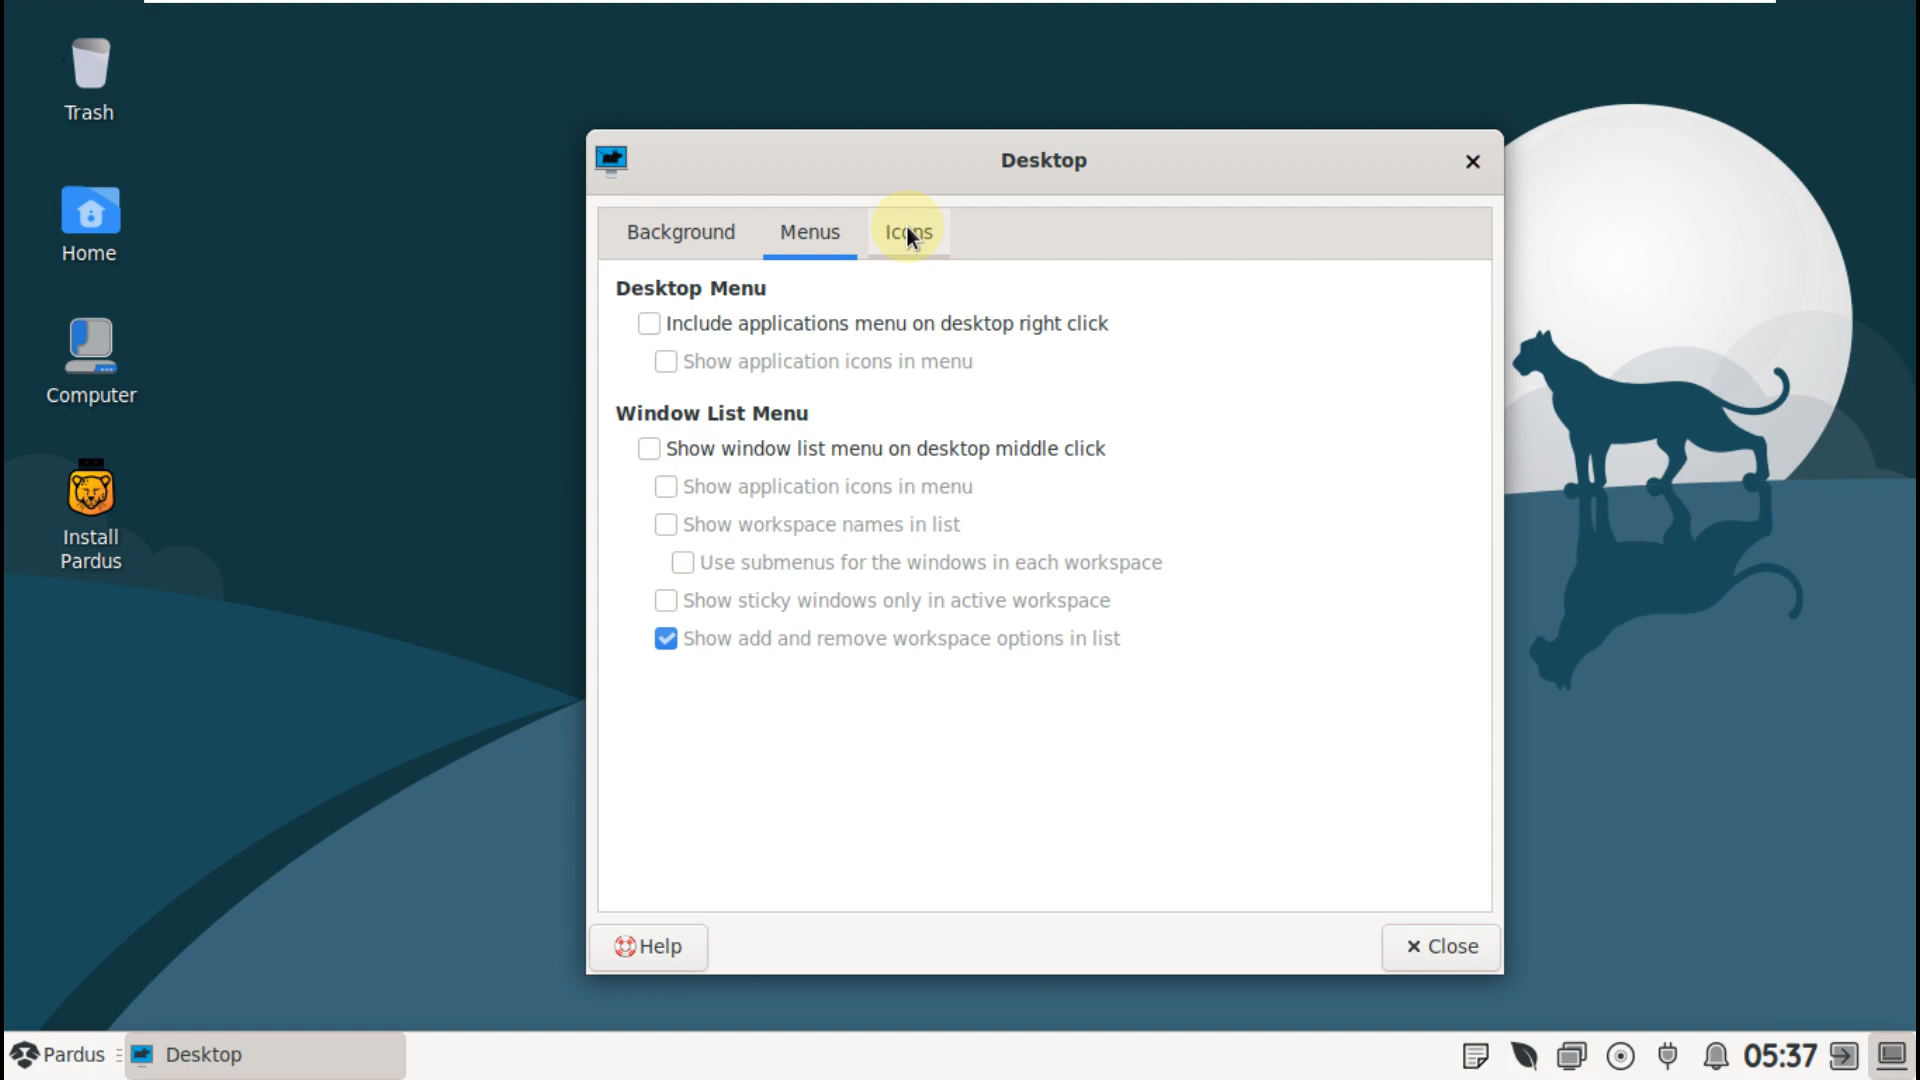 Trash
Home
Computer
Install
Pardus
Desktop
Background Menus Icons
Desktop Menu
Include applications menu on desktop right click
Show application icons in menu
Window List Menu
Show window list menu on desktop middle click
Show application icons in menu
Show workspace names in list
Use submenus for the windows in each workspace
Show sticky windows only in active workspace
Show add and remove workspace options in list
Help Close
Pardus Desktop 05:37